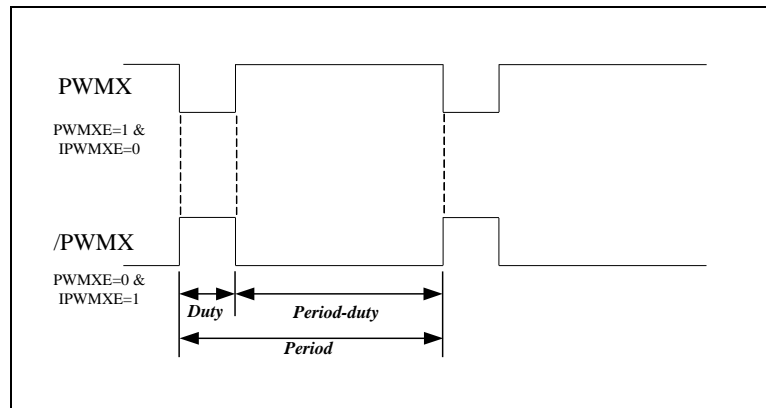 PWMX
PWMXE=1 &
IPWMXE=0
/PWMX
PWMXE=0 &
IPWMXE=1
Duty
Period-duty
Period